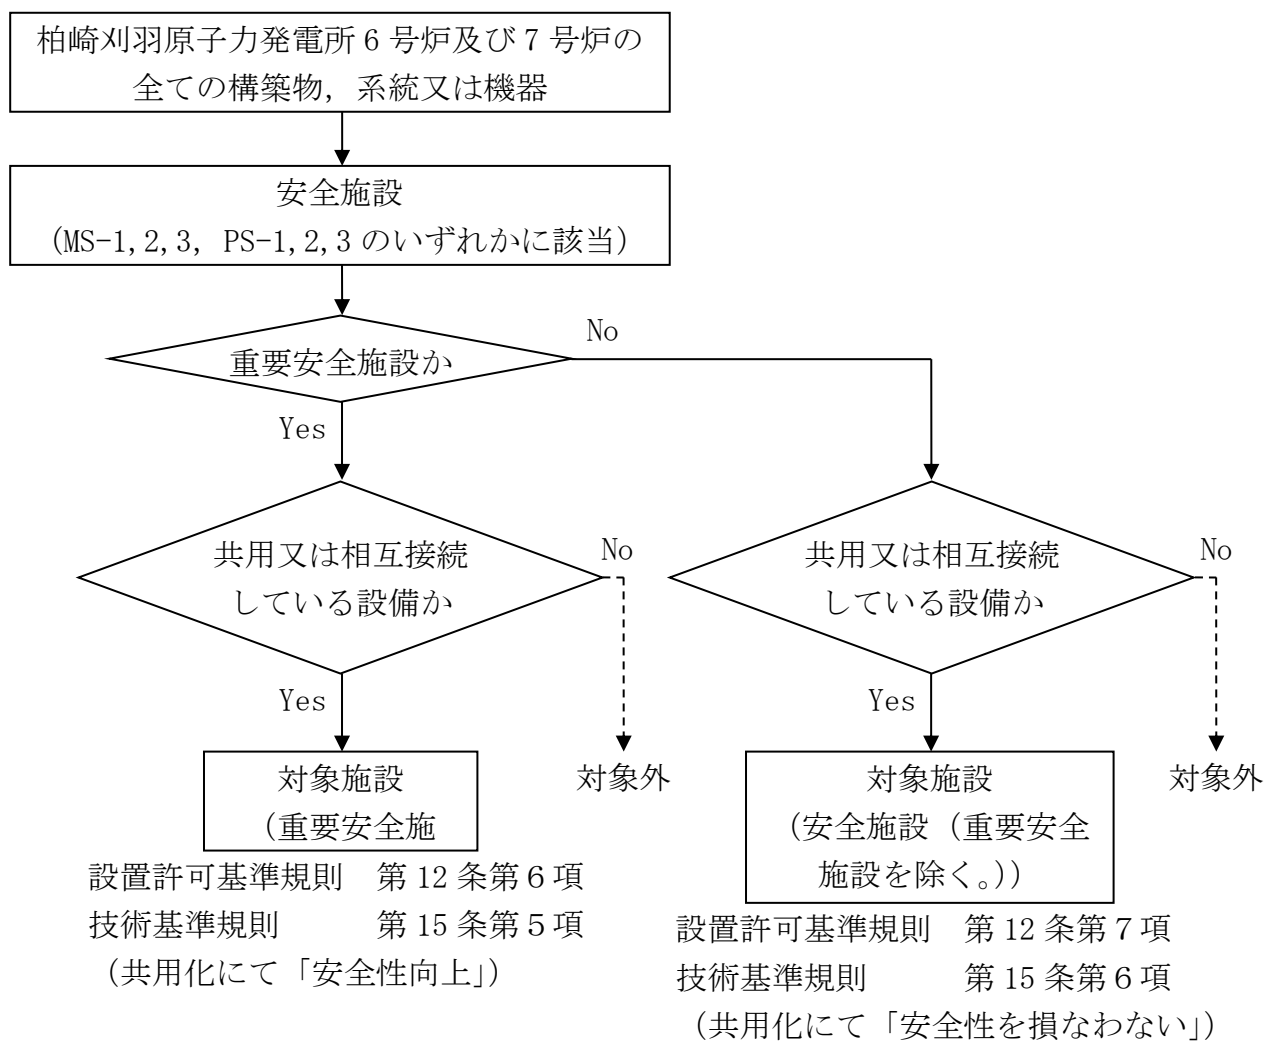 柏崎刈羽原子力発電所６号炉及び７号炉の
全ての構築物，系統又は機器
安全施設
（MS-1,2,3，PS-1,2,3 のいずれかに該当）
重要安全施設か
No
Yes
共用又は相互接続
している設備か
No
共用又は相互接続
している設備か
No
Yes
Yes
対象施設
（重要安全施
対象外
対象施設
（安全施設（重要安全
施設を除く。））
対象外
設置許可基準規則　第 12 条第６項
技術基準規則　　　第 15 条第５項
（共用化にて「安全性向上」）
設置許可基準規則　第 12 条第７項
技術基準規則　　　第 15 条第６項
（共用化にて「安全性を損なわない」）